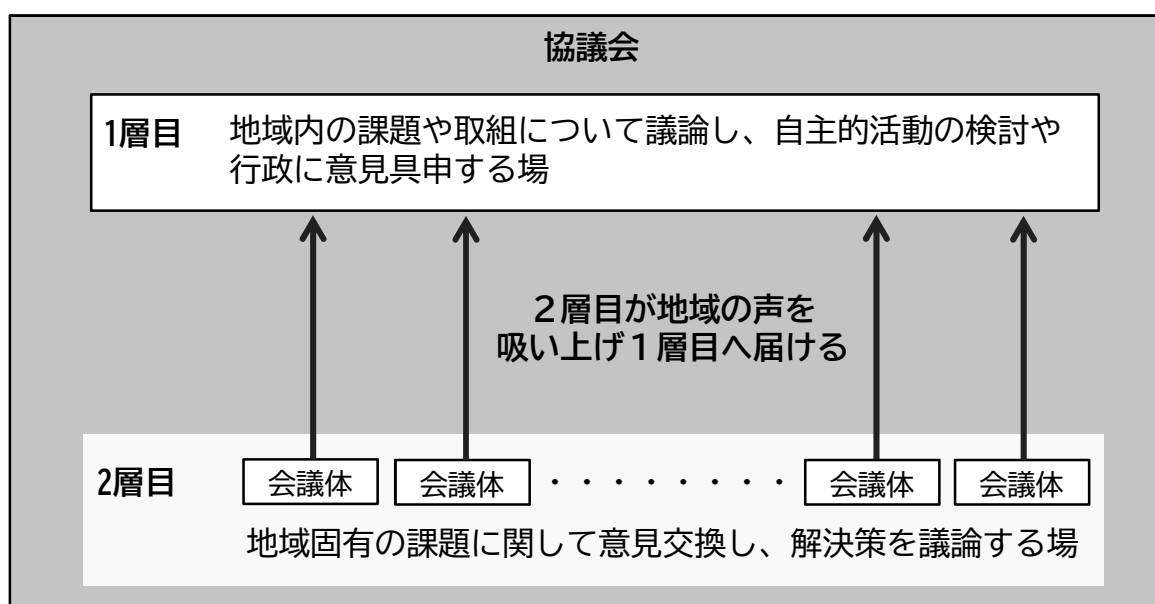 協議会
1層目
地域内の課題や取組について議論し、自主的活動の検討や
行政に意見具申する場
２層目が地域の声を
吸い上げ１層目へ届ける
2層目
会議体
会議体
・・・・・・・・
会議体
会議体
地域固有の課題に関して意見交換し、解決策を議論する場